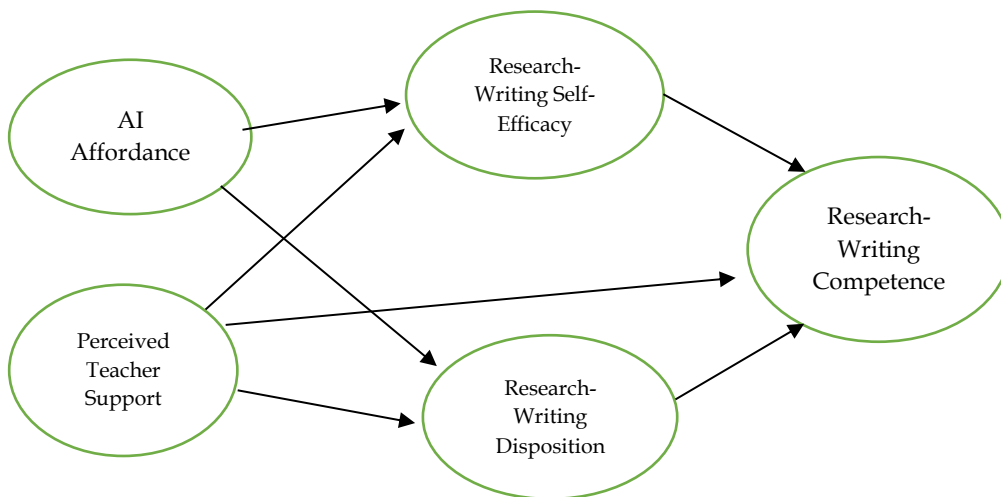 AI
Affordance
Research-
Writing Self-
Efficacy
Research-
Writing
Competence
Perceived
Teacher
Support
Research-
Writing
Disposition